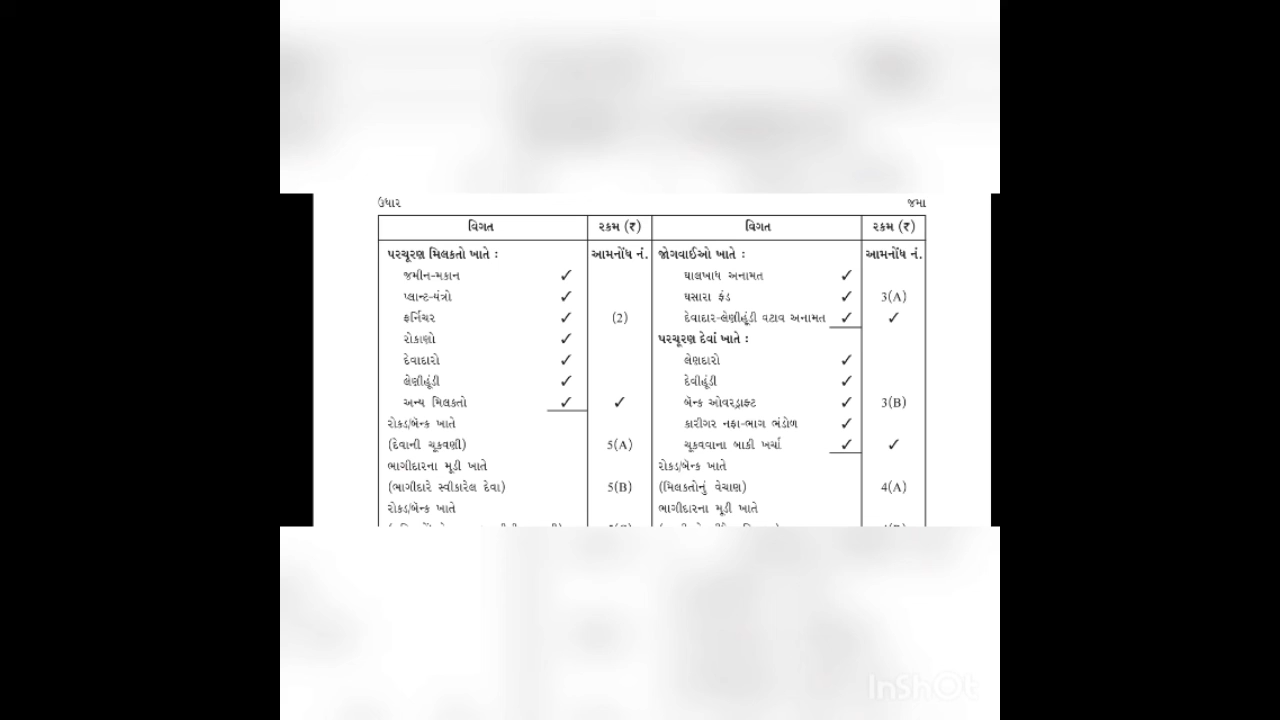 ઉધાર જમા
વિગત રકમ (₹) વિગત રકમ (₹)
પરચૂરણ મિલકતો ખાતે : આમનોંધ નં. જોગવાઈઓ ખાતે : આમનોંધ નં.
જમીન-મકાન ✓ ઘાલખાધ અનામત ✓
પ્લાન્ટ-યંત્રો ✓ ઘસારા ફંડ ✓ 3(A)
ફર્નિચર ✓ (2) દેવાદાર-લેણીહૂંડી વટાવ અનામત ✓ ✓
રોકાણો ✓ પરચૂરણ દેવાં ખાતે :
દેવાદારો ✓ લેણદારો ✓
લેણીહૂંડી ✓ દેવીહૂંડી ✓
અન્ય મિલકતો ✓ ✓ બૅન્ક ઓવરડ્રાફ્ટ ✓ 3(B)
રોકડ/બૅન્ક ખાતે કારીગર નફા-ભાગ ભંડોળ ✓
(દેવાની ચૂકવણી) 5(A) ચૂકવવાના બાકી ખર્ચા ✓ ✓
ભાગીદારના મૂડી ખાતે રોકડ/બૅન્ક ખાતે
(ભાગીદારે સ્વીકારેલ દેવા) 5(B) (મિલકતોનું વેચાણ) 4(A)
રોકડ/બૅન્ક ખાતે ભાગીદારના મૂડી ખાતે
InShOt